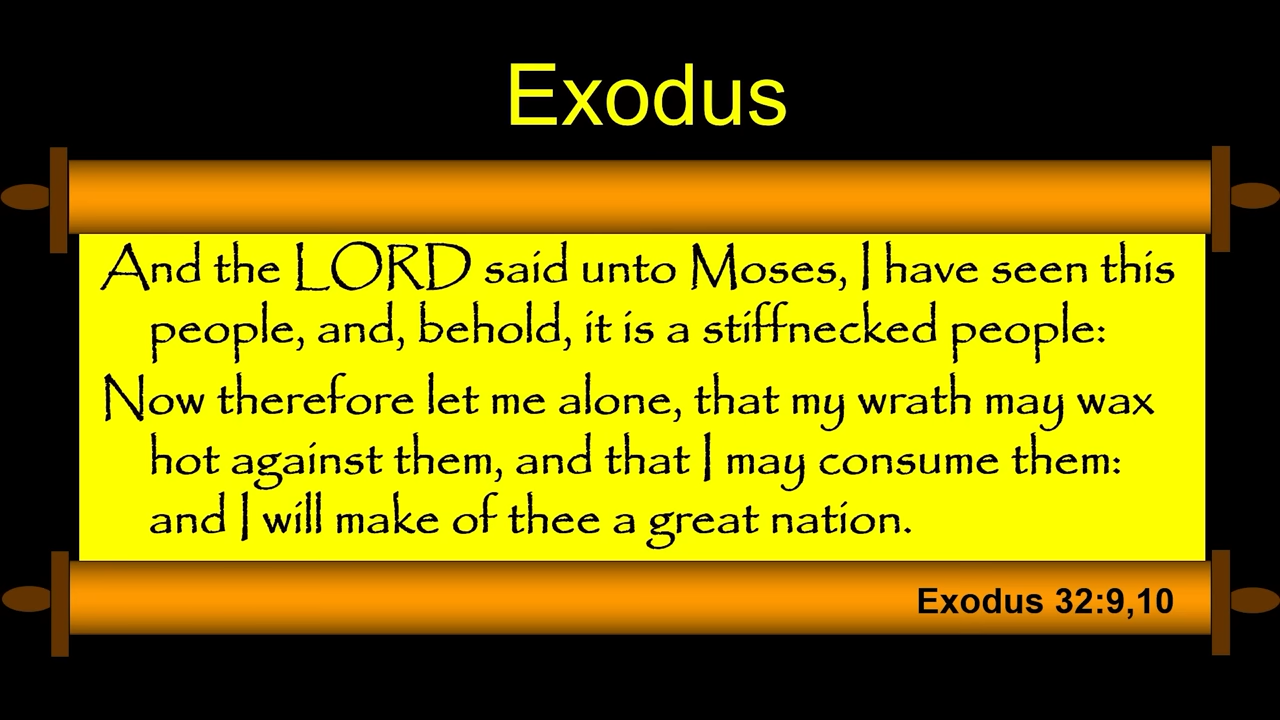 Exodus
And the LORD said unto Moses, I have seen this
people, and, behold, it is a stiffnecked people:
Now therefore let me alone, that my wrath may wax
hot against them, and that I may consume them:
and I will make of thee a great nation.
Exodus 32:9,10